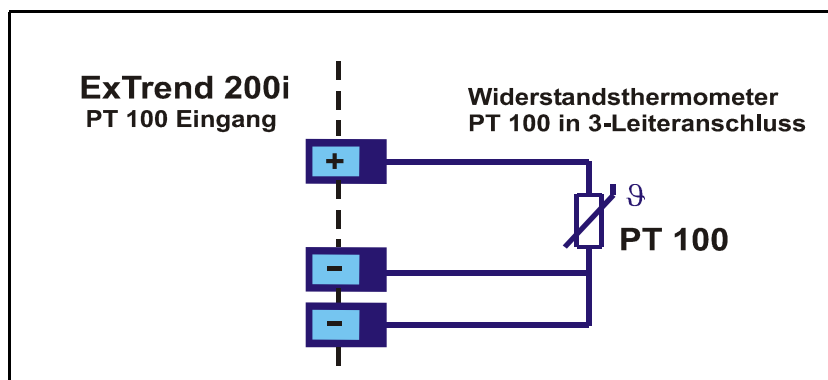 ExTrend 200i
PT 100 Eingang
Widerstandsthermometer
PT 100 in 3-Leiteranschluss
+
ϑ
PT 100
-
-